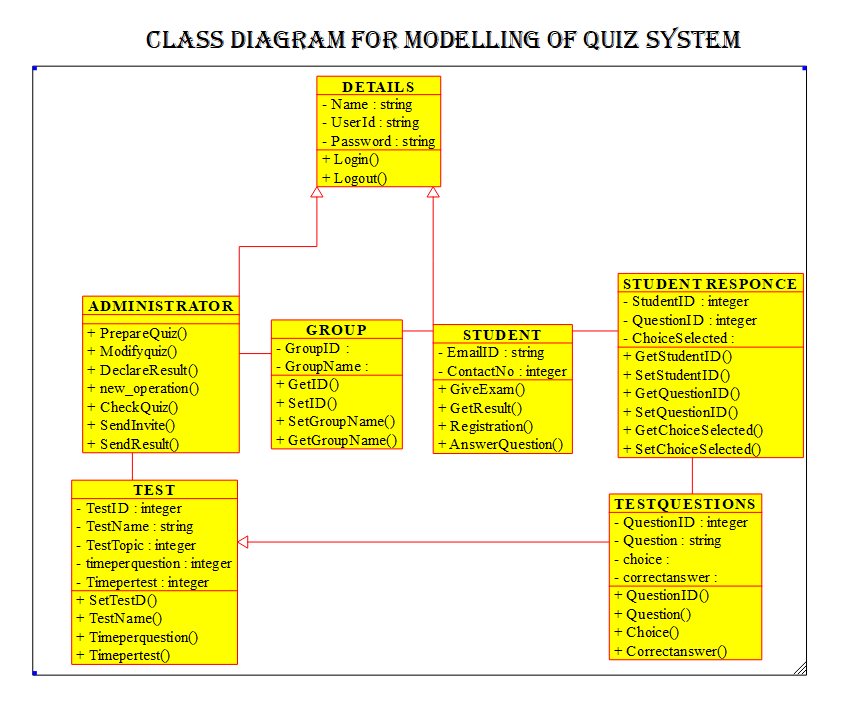 CLASS DIAGRAM FOR MODELLING OF QUIZ SYSTEM
DETAILS
- Name : string
- UserId : string
- Password : string
+ Login()
+ Logout()
ADMINISTRATOR
+ PrepareQuiz()
+ Modifyquiz()
+ DeclareResult()
+ new_operation()
+ CheckQuiz()
+ SendInvite()
+ SendResult()
GROUP
- GroupID :
- GroupName :
+ GetID()
+ SetID()
+ SetGroupName()
+ GetGroupName()
STUDENT
- EmailID : string
- ContactNo : integer
+ GiveExam()
+ GetResult()
+ Registration()
+ AnswerQuestion()
STUDENT RESPONCE
- StudentID : integer
- QuestionID : integer
- ChoiceSelected :
+ GetStudentID()
+ SetStudentID()
+ GetQuestionID()
+ SetQuestionID()
+ GetChoiceSelected()
+ SetChoiceSelected()
TEST
- TestID : integer
- TestName : string
- TestTopic : integer
- timeperquestion : integer
- Timepertest : integer
+ SetTestD()
+ TestName()
+ Timeperquestion()
+ Timepertest()
TESTQUESTIONS
- QuestionID : integer
- Question : string
- choice :
- correctanswer :
+ QuestionID()
+ Question()
+ Choice()
+ Correctanswer()